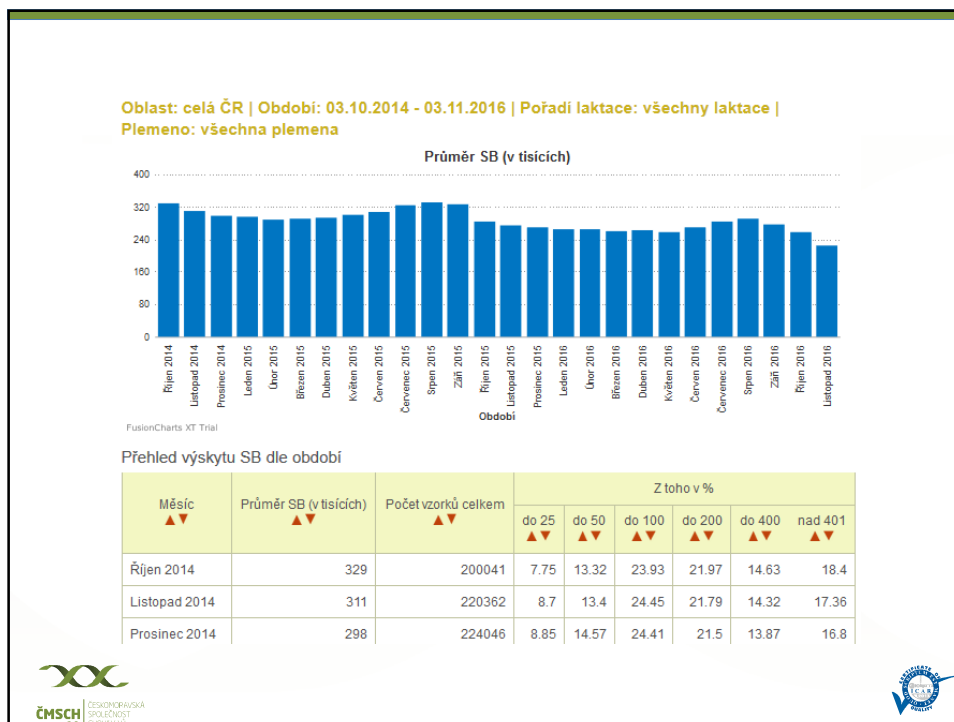 Oblast: celá ČR | Období: 03.10.2014 - 03.11.2016 | Pořadí laktace: všechny laktace |
Plemeno: všechna plemena
Průměr SB (v tisících)
400
320
240
160
80
0
Říjen 2014
Listopad 2014
Prosinec 2014
Leden 2015
Únor 2015
Březen 2015
Duben 2015
Květen 2015
Červen 2015
Červenec 2015
Srpen 2015
Září 2015
Říjen 2015
Listopad 2015
Prosinec 2015
Leden 2016
Únor 2016
Březen 2016
Duben 2016
Květen 2016
Červen 2016
Červenec 2016
Srpen 2016
Září 2016
Říjen 2016
Listopad 2016
Období
FusionCharts XT Trial
Přehled výskytu SB dle období
Měsíc Průměr SB (v tisících) Počet vzorků celkem Z toho v %
do 25 do 50 do 100 do 200 do 400 nad 401
Říjen 2014 329 200041 7.75 13.32 23.93 21.97 14.63 18.4
Listopad 2014 311 220362 8.7 13.4 24.45 21.79 14.32 17.36
Prosinec 2014 298 224046 8.85 14.57 24.41 21.5 13.87 16.8
ČMSCH
ČESKOMORAVSKÁ
SPOLEČNOST
CERTIFICATE OF
ICAR
QUALITY